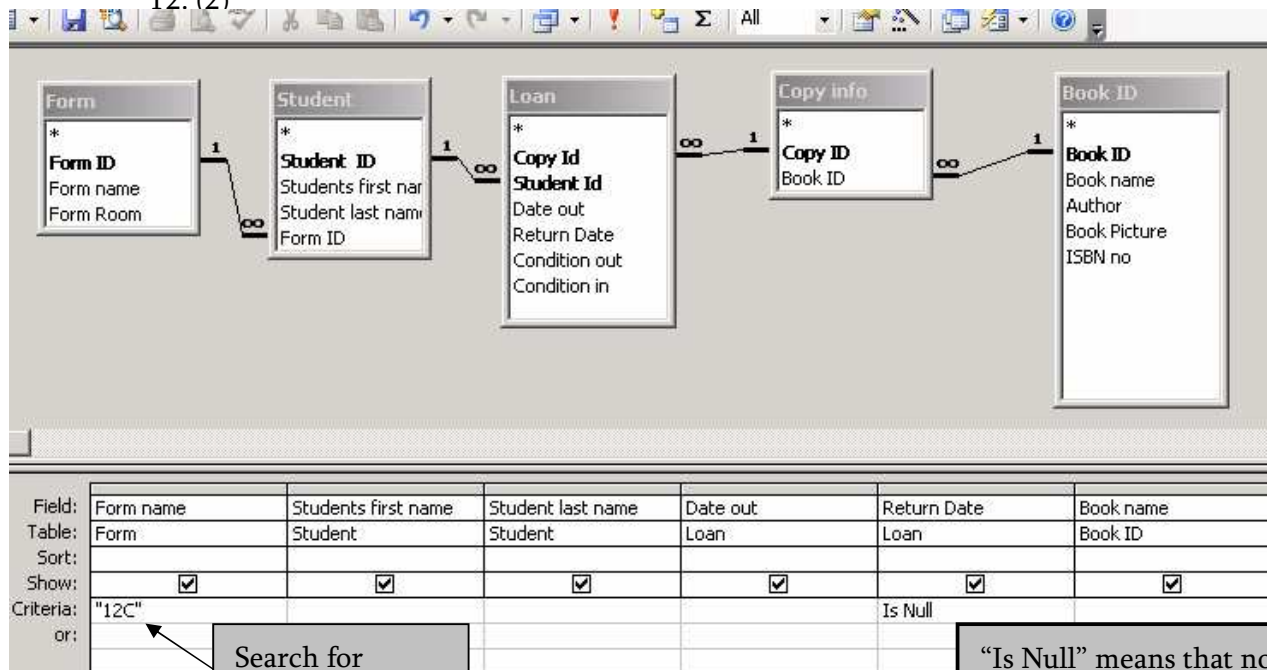 12. (2)
All
Form
Student
Loan
Copy info
Book ID
*
Form ID
Form name
Form Room
*
Student ID
Students first nar
Student last nam
Form ID
*
Copy Id
Student Id
Date out
Return Date
Condition out
Condition in
*
Copy ID
Book ID
*
Book ID
Book name
Author
Book Picture
ISBN no
1 ∞
1 ∞
∞ 1
∞ 1
Field: Form name Students first name Student last name Date out Return Date Book name
Table: Form Student Student Loan Loan Book ID
Sort:
Show:
Criteria: "12C" Is Null
or:
Search for
“Is Null” means that no